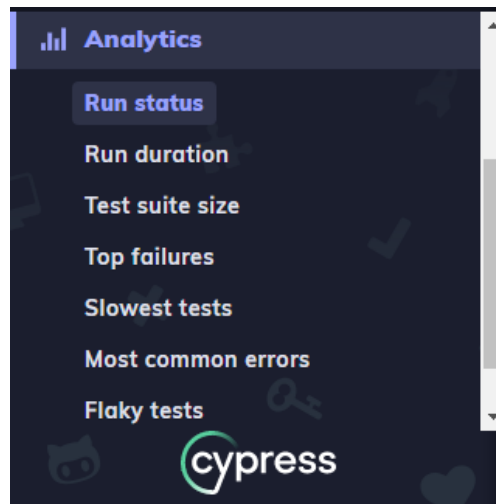 Analytics
Run status
Run duration
Test suite size
Top failures
Slowest tests
Most common errors
Flaky tests
cypress